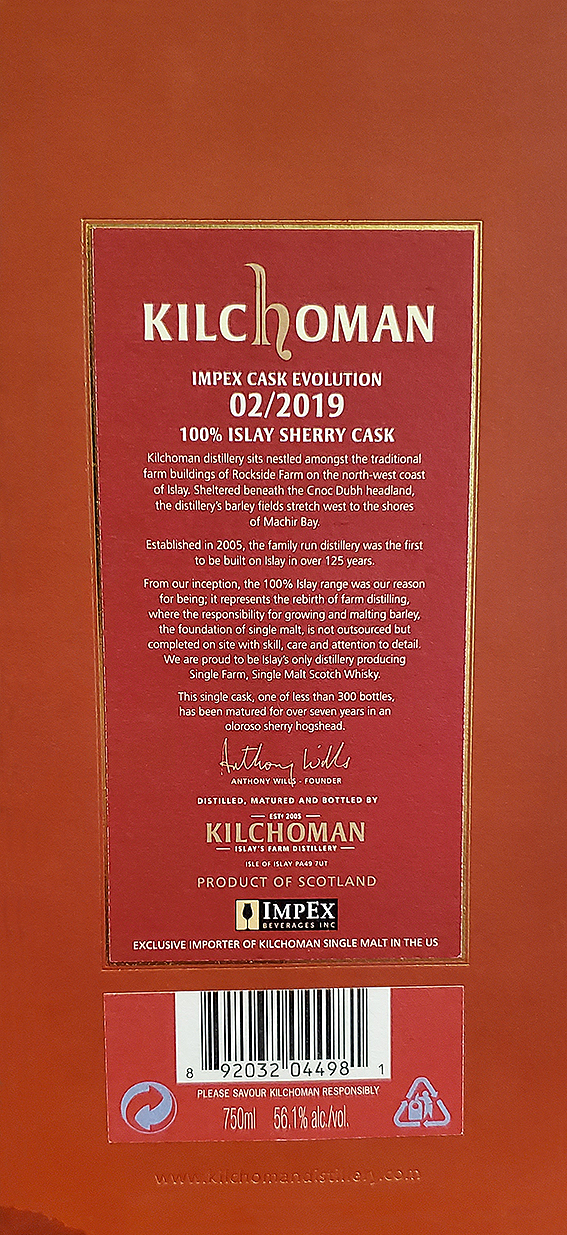 KILCHOMAN
IMPEX CASK EVOLUTION
02/2019
100% ISLAY SHERRY CASK
Kilchoman distillery sits nestled amongst the traditional
farm buildings of Rockside Farm on the north-west coast
of Islay. Sheltered beneath the Cnoc Dubh headland,
the distillery's barley fields stretch west to the shores
of Machir Bay.
Established in 2005, the family run distillery was the first
to be built on Islay in over 125 years.
From our inception, the 100% Islay range was our reason
for being; it represents the rebirth of farm distilling,
where the responsibility for growing and malting barley,
the foundation of single malt, is not outsourced but
completed on site with skill, care and attention to detail.
We are proud to be Islay's only distillery producing
Single Farm, Single Malt Scotch Whisky.
This single cask, one of less than 300 bottles,
has been matured for over seven years in an
oloroso sherry hogshead.
Anthony Wills
ANTHONY WILLS - FOUNDER
DISTILLED, MATURED AND BOTTLED BY
ESTD 2005
KILCHOMAN
ISLAY'S FARM DISTILLERY
ISLE OF ISLAY PA49 7UT
PRODUCT OF SCOTLAND
IMPEX
BEVERAGES INC
EXCLUSIVE IMPORTER OF KILCHOMAN SINGLE MALT IN THE US
8 92032 04498 1
PLEASE SAVOUR KILCHOMAN RESPONSIBLY
750ml 56.1% alc./vol.
www.kilchomandistillery.com